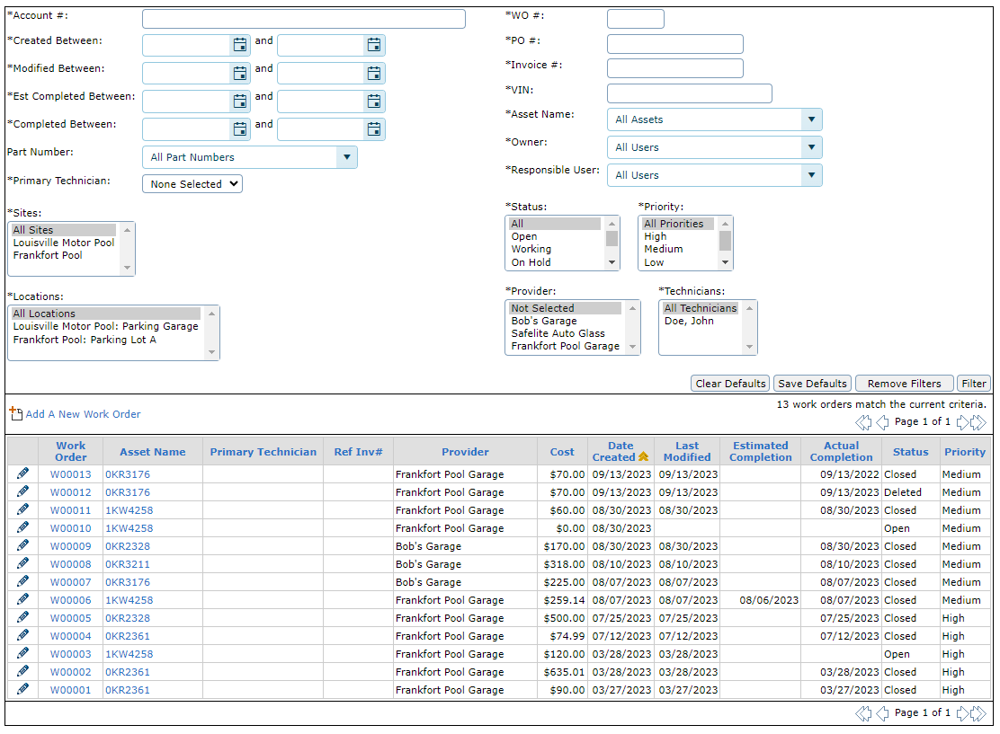 *Account #:
*WO #:
*Created Between: and
*PO #:
*Modified Between: and
*Invoice #:
*Est Completed Between: and
*VIN:
*Completed Between: and
*Asset Name: All Assets
*Owner: All Users
Part Number: All Part Numbers
*Responsible User: All Users
*Primary Technician: None Selected
*Sites:
All Sites
Louisville Motor Pool
Frankfort Pool
*Status:
All
Open
Working
On Hold
*Priority:
All Priorities
High
Medium
Low
*Locations:
All Locations
Louisville Motor Pool: Parking Garage
Frankfort Pool: Parking Lot A
*Provider:
Not Selected
Bob's Garage
Safelite Auto Glass
Frankfort Pool Garage
*Technicians:
All Technicians
Doe, John
Clear Defaults Save Defaults Remove Filters Filter
13 work orders match the current criteria.
Add A New Work Order
Page 1 of 1
Work Order Asset Name Primary Technician Ref Inv# Provider Cost Date Created Last Modified Estimated Completion Actual Completion Status Priority
W00013 0KR3176 Frankfort Pool Garage $70.00 09/13/2023 09/13/2023 09/13/2022 Closed Medium
W00012 0KR3176 Frankfort Pool Garage $70.00 09/13/2023 09/13/2023 09/13/2023 Deleted Medium
W00011 1KW4258 Frankfort Pool Garage $60.00 08/30/2023 08/30/2023 08/30/2023 Closed Medium
W00010 1KW4258 Frankfort Pool Garage $0.00 08/30/2023 Open Medium
W00009 0KR2328 Bob's Garage $170.00 08/30/2023 08/30/2023 08/30/2023 Closed Medium
W00008 0KR3211 Bob's Garage $318.00 08/10/2023 08/10/2023 08/10/2023 Closed Medium
W00007 0KR3176 Bob's Garage $225.00 08/07/2023 08/07/2023 08/07/2023 Closed Medium
W00006 1KW4258 Frankfort Pool Garage $259.14 08/07/2023 08/07/2023 08/06/2023 08/07/2023 Closed Medium
W00005 0KR2328 Frankfort Pool Garage $500.00 07/25/2023 07/25/2023 07/25/2023 Closed High
W00004 0KR2361 Frankfort Pool Garage $74.99 07/12/2023 07/12/2023 07/12/2023 Closed High
W00003 1KW4258 Frankfort Pool Garage $120.00 03/28/2023 03/28/2023 Open High
W00002 0KR2361 Frankfort Pool Garage $635.01 03/28/2023 03/28/2023 03/28/2023 Closed High
W00001 0KR2361 Frankfort Pool Garage $90.00 03/27/2023 03/27/2023 03/27/2023 Closed High
Page 1 of 1